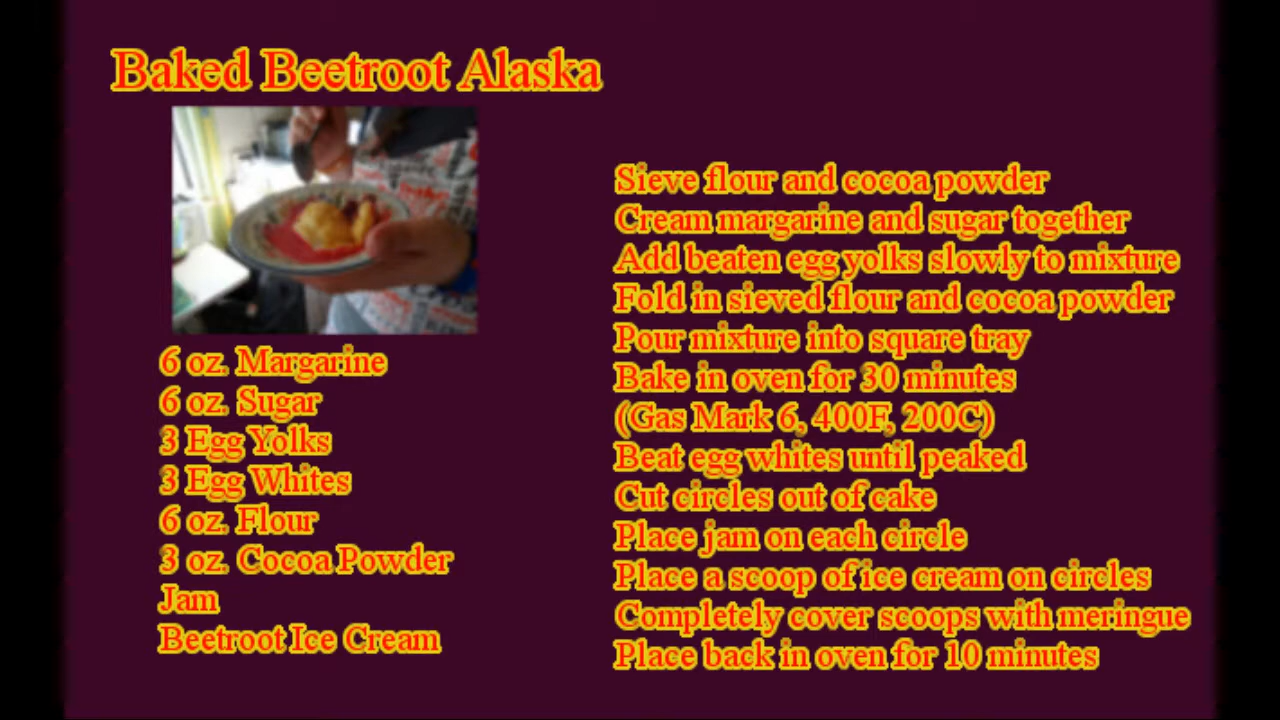 Baked Beetroot Alaska
6 oz. Margarine
6 oz. Sugar
3 Egg Yolks
3 Egg Whites
6 oz. Flour
3 oz. Cocoa Powder
Jam
Beetroot Ice Cream
Sieve flour and cocoa powder
Cream margarine and sugar together
Add beaten egg yolks slowly to mixture
Fold in sieved flour and cocoa powder
Pour mixture into square tray
Bake in oven for 30 minutes
(Gas Mark 6, 400F, 200C)
Beat egg whites until peaked
Cut circles out of cake
Place jam on each circle
Place a scoop of ice cream on circles
Completely cover scoops with meringue
Place back in oven for 10 minutes